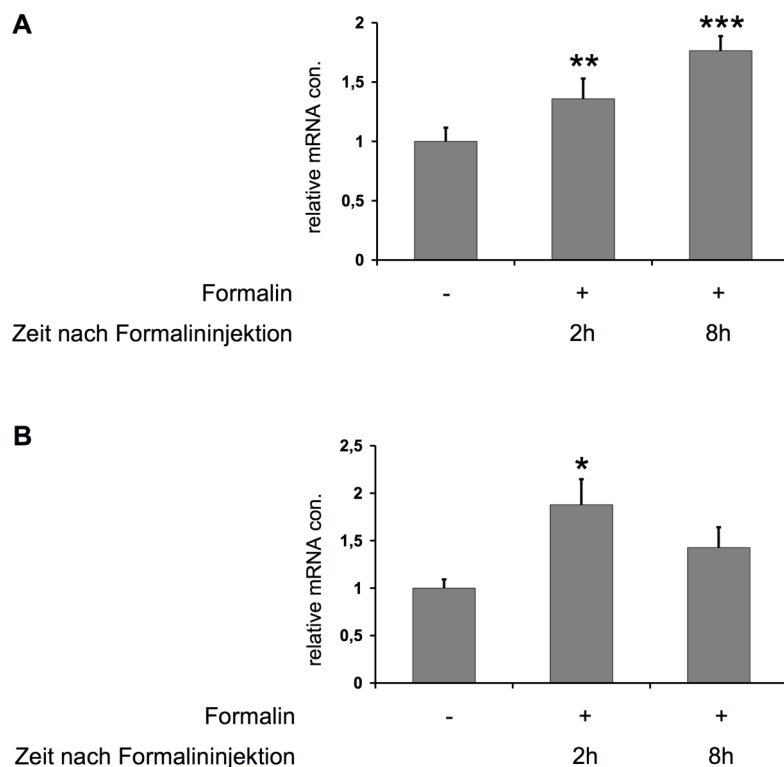 A
relative mRNA con.
2
***
**
1,5
1
0,5
0
Formalin - + +
Zeit nach Formalininjektion 2h 8h
B
relative mRNA con.
2,5
*
2
1,5
1
0,5
0
Formalin - + +
Zeit nach Formalininjektion 2h 8h